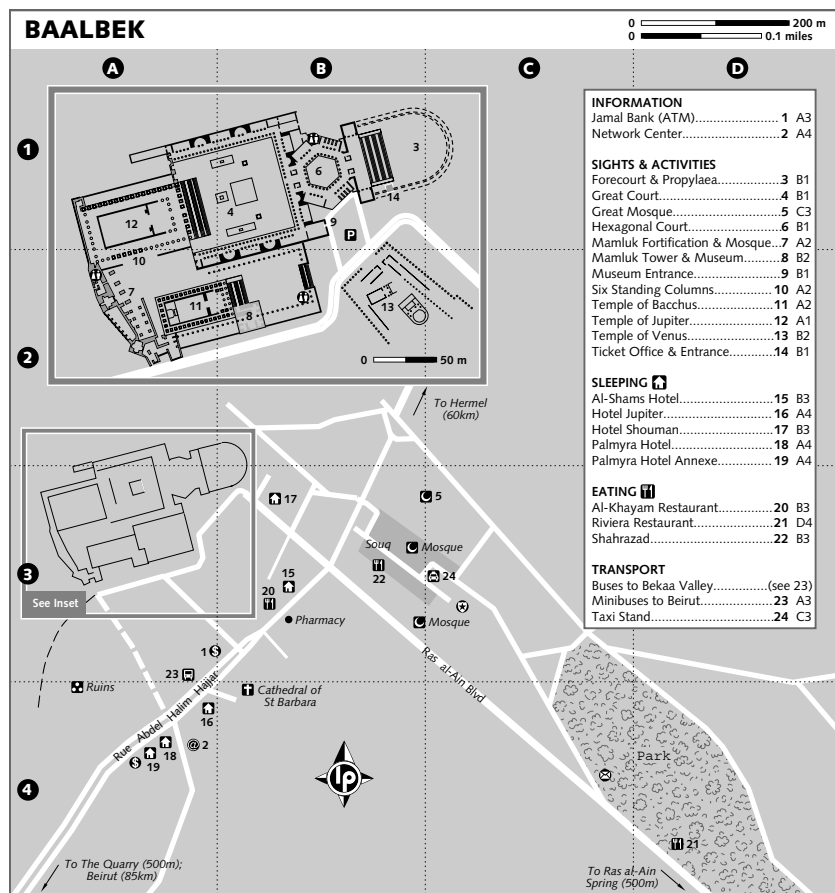 BAALBEK
0 200 m
0 0.1 miles
A B C D
1
2
3
4
INFORMATION
Jamal Bank (ATM)......................1 A3
Network Center........................2 A4
SIGHTS & ACTIVITIES
Forecourt & Propylaea...............3 B1
Great Court..............................4 B1
Great Mosque...........................5 C3
Hexagonal Court.......................6 B1
Mamluk Fortification & Mosque...7 A2
Mamluk Tower & Museum..........8 B2
Museum Entrance.....................9 B1
Six Standing Columns..............10 A2
Temple of Bacchus...................11 A2
Temple of Jupiter.....................12 A1
Temple of Venus......................13 B2
Ticket Office & Entrance...........14 B1
SLEEPING
Al-Shams Hotel........................15 B3
Hotel Jupiter............................16 A4
Hotel Shouman.........................17 B3
Palmyra Hotel..........................18 A4
Palmyra Hotel Annexe..............19 A4
EATING
Al-Khayam Restaurant..............20 B3
Riviera Restaurant....................21 D4
Shahrazad................................22 B3
TRANSPORT
Buses to Bekaa Valley..........(see 23)
Minibuses to Beirut...................23 A3
Taxi Stand...............................24 C3
3
6
14
4
9
P
12
10
7
11
8
13
0 50 m
To Hermel
(60km)
See Inset
17
5
Souq
Mosque
22
24
15
20
Pharmacy
Mosque
1 $
23
Ruins
Cathedral of
St Barbara
Rue Abdel Halim Hajjar
Ras al-Ain Blvd
16
@ 2
18
19
$
lp
Park
21
To The Quarry (500m);
Beirut (85km)
To Ras al-Ain
Spring (500m)